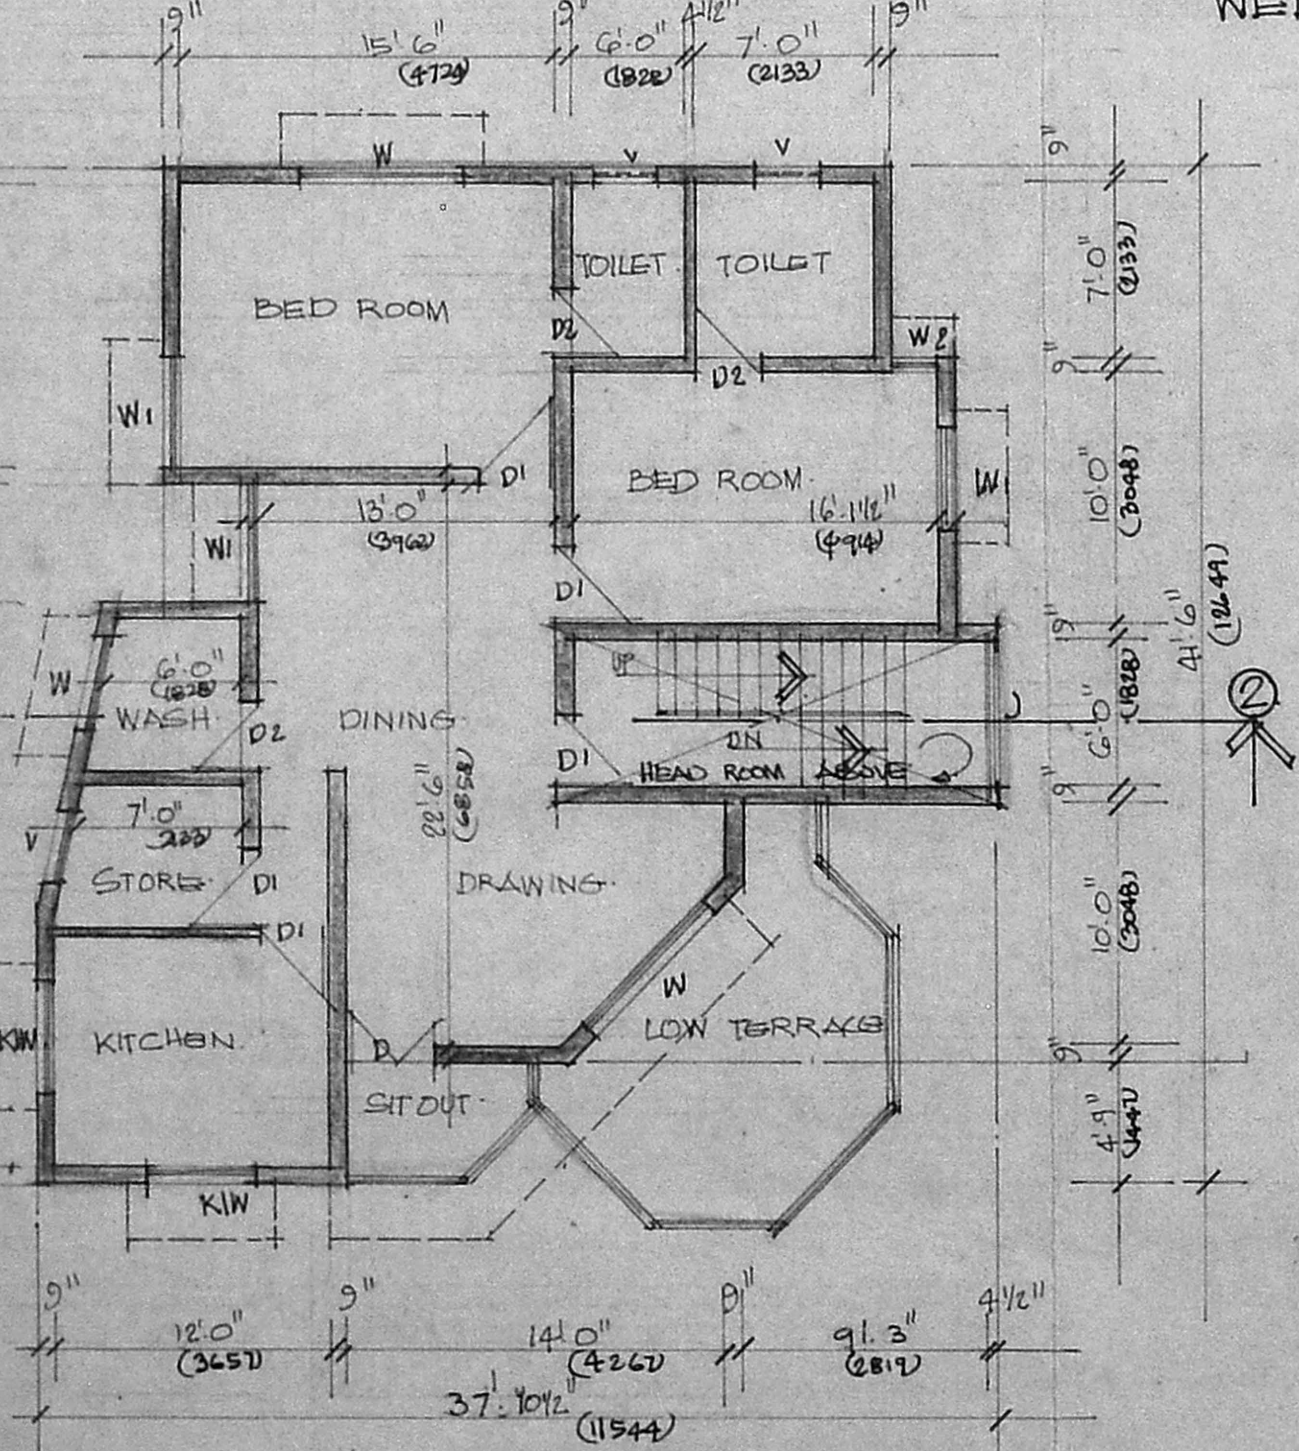 9" 15'-6" 9" 6'-0" 4½" 7'-0" 9"
(4724) (1828) (2133)
W V V
9"
7'-0"
(2133)
TOILET TOILET
BED ROOM
D2
W2
D2
9"
W1
D1
BED ROOM
W1
10'-0"
(3048)
13'0" 16'-1½"
(3962) (4914)
W1
D1
9"
41'-6"
(12649)
UP
6'-0"
(1828)
W
WASH
D2
DINING
D1
DN
HEAD ROOM ABOVE
6'-0"
(1828)
2
9"
7'-0"
2133
V
22'-6"
(6858)
STORE
D1
DRAWING
D1
10'-0"
(3048)
W
KIW
KITCHEN
LOW TERRACE
D
9"
SITOUT
4'-9"
(1447)
KIW
9" 9" 9" 4½"
12'-0" 14'-0" 9'-3"
(3657) (4267) (2819)
37'-10½"
(11544)